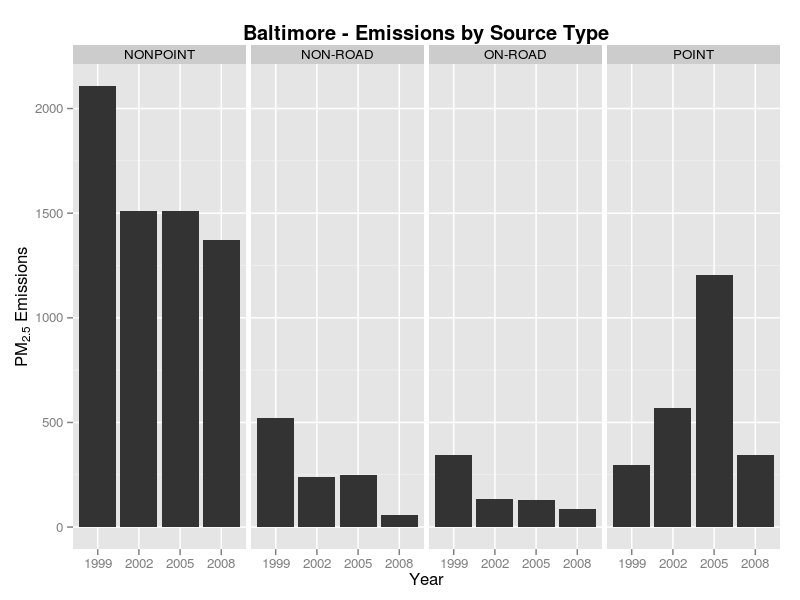 Baltimore - Emissions by Source Type
NONPOINT NON-ROAD ON-ROAD POINT
2000
1500
1000
500
0
PM2.5 Emissions
1999 2002 2005 2008 1999 2002 2005 2008 1999 2002 2005 2008 1999 2002 2005 2008
Year